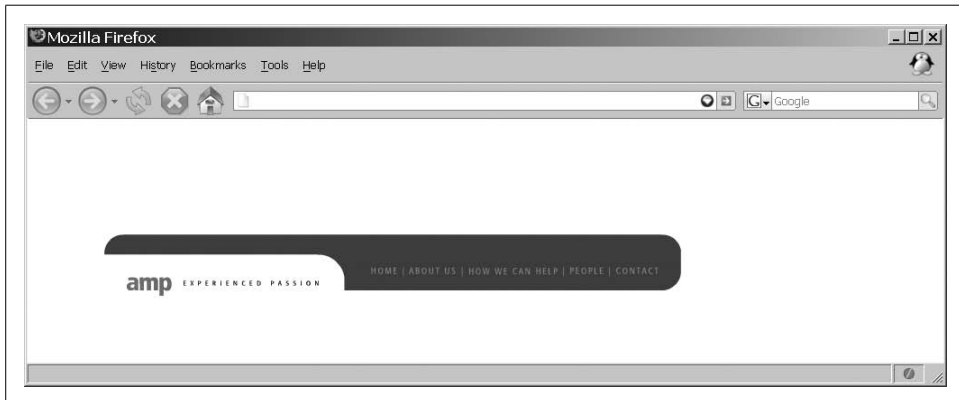 Mozilla Firefox
File Edit View History Bookmarks Tools Help
G Google
HOME | ABOUT US | HOW WE CAN HELP | PEOPLE | CONTACT
amp EXPERIENCED PASSION